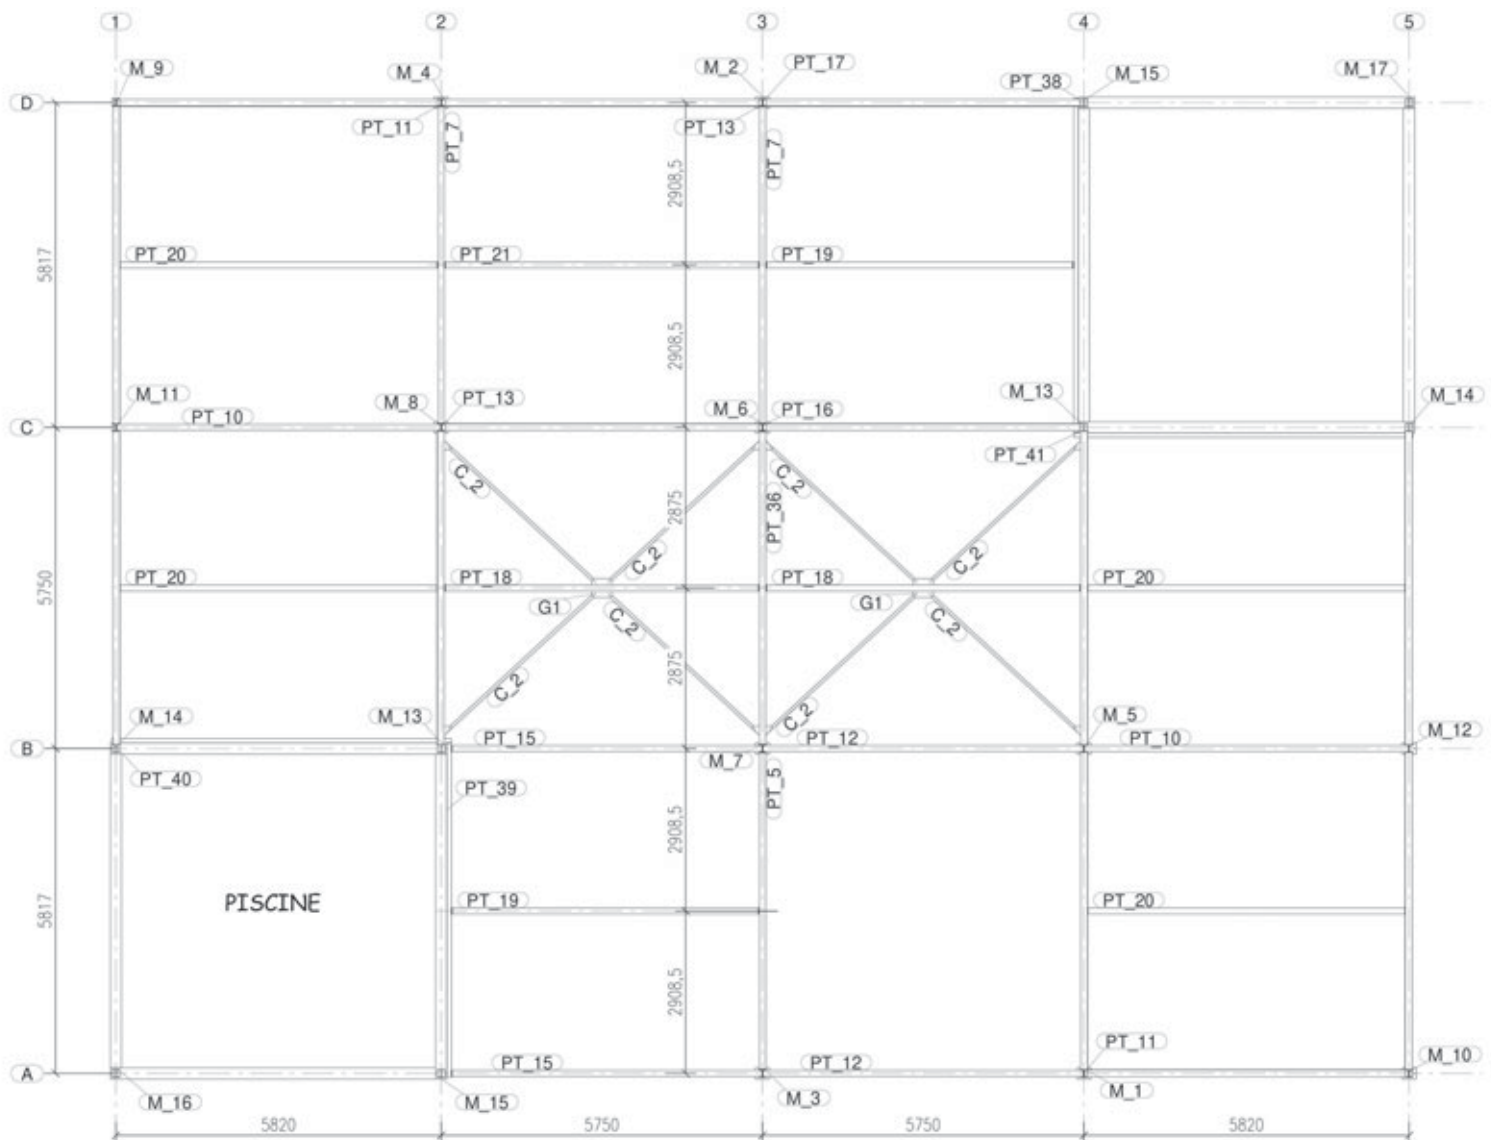 1 2 3 4 5
M_9 M_4 M_2 PT_17 PT_38 M_15 M_17
D
PT_11 PT_7 PT_13 PT_7
2908,5
5817
PT_20 PT_21 PT_19
2908,5
M_11 PT_10 M_8 PT_13 M_6 PT_16 M_13 M_14
C
PT_41
C_2 C_2
2875 PT_36
C_2 C_2
5750
PT_20 PT_18 PT_18 PT_20
G1 G1
C_2 C_2
2875
C_2 C_2
M_14 M_13 M_5 M_12
B
PT_15 PT_12 PT_10
M_7
PT_40 PT_39 PT_5
2908,5
5817
PISCINE
PT_19 PT_20
2908,5
PT_15 PT_12 PT_11 M_10
A
M_16 M_15 M_3 M_1
5820 5750 5750 5820